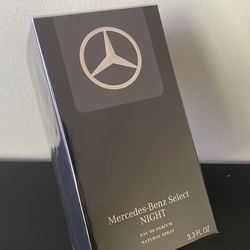 Mercedes-Benz Select
NIGHT
EAU DE PARFUM
NATURAL SPRAY
3.3 FL.OZ